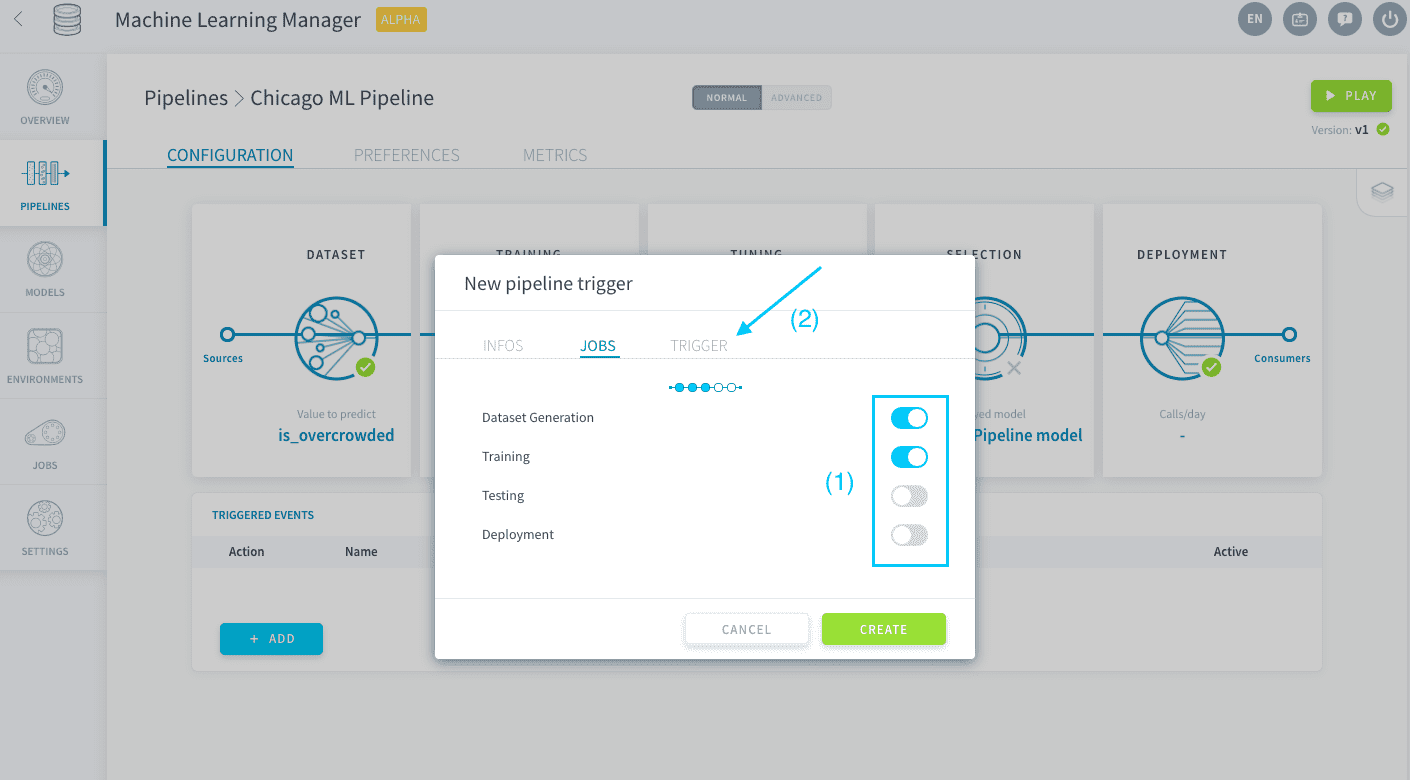 Machine Learning Manager ALPHA
EN
OVERVIEW
PIPELINES
MODELS
ENVIRONMENTS
JOBS
SETTINGS
Pipelines > Chicago ML Pipeline
NORMAL ADVANCED
PLAY
Version: v1
CONFIGURATION PREFERENCES METRICS
DATASET TRAINING TUNING SELECTION DEPLOYMENT
Sources
Consumers
Value to predict
is_overcrowded
model
Pipeline model
Calls/day
-
TRIGGERED EVENTS
Action Name Active
+ ADD
New pipeline trigger
(2)
INFOS JOBS TRIGGER
Dataset Generation
Training
(1)
Testing
Deployment
CANCEL CREATE